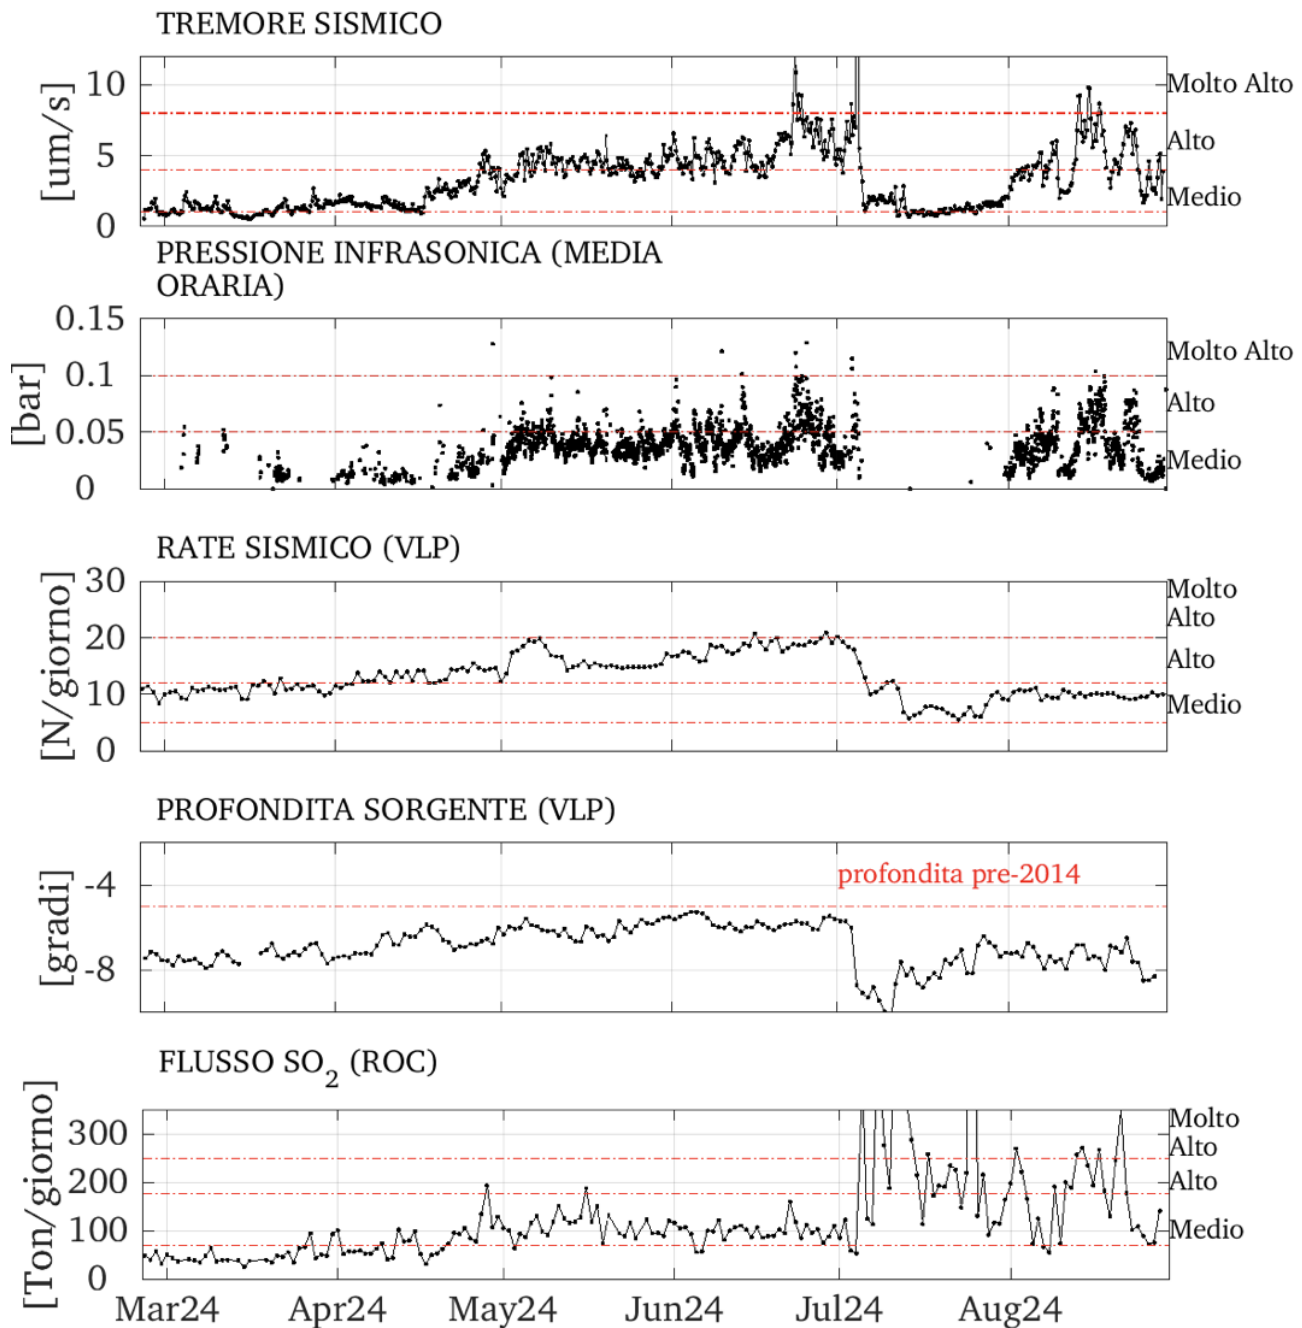 TREMORE SISMICO
[um/s]
10
5
0
Molto Alto
Alto
Medio
PRESSIONE INFRASONICA (MEDIA
ORARIA)
[bar]
0.15
0.1
0.05
0
Molto Alto
Alto
Medio
RATE SISMICO (VLP)
[N/giorno]
30
20
10
0
Molto
Alto
Alto
Medio
PROFONDITA SORGENTE (VLP)
[gradi]
-4
-8
profondita pre-2014
FLUSSO SO2 (ROC)
[Ton/giorno]
300
200
100
0
Molto
Alto
Alto
Medio
Mar24 Apr24 May24 Jun24 Jul24 Aug24